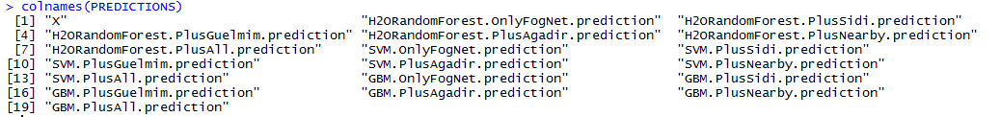 > colnames(PREDICTIONS)
[1] "X" "H2ORandomForest.OnlyFogNet.prediction" "H2ORandomForest.PlusSidi.prediction"
[4] "H2ORandomForest.PlusGuelmim.prediction" "H2ORandomForest.PlusAgadir.prediction" "H2ORandomForest.PlusNearby.prediction"
[7] "H2ORandomForest.PlusAll.prediction" "SVM.OnlyFogNet.prediction" "SVM.PlusSidi.prediction"
[10] "SVM.PlusGuelmim.prediction" "SVM.PlusAgadir.prediction" "SVM.PlusNearby.prediction"
[13] "SVM.PlusAll.prediction" "GBM.OnlyFogNet.prediction" "GBM.PlusSidi.prediction"
[16] "GBM.PlusGuelmim.prediction" "GBM.PlusAgadir.prediction" "GBM.PlusNearby.prediction"
[19] "GBM.PlusAll.prediction"